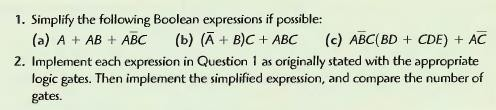 1. Simplify the following Boolean expressions if possible:
(a) A + AB + AB̅C (b) (A̅ + B)C + ABC (c) AB̅C(BD + CDE) + AC̅
2. Implement each expression in Question 1 as originally stated with the appropriate
logic gates. Then implement the simplified expression, and compare the number of
gates.